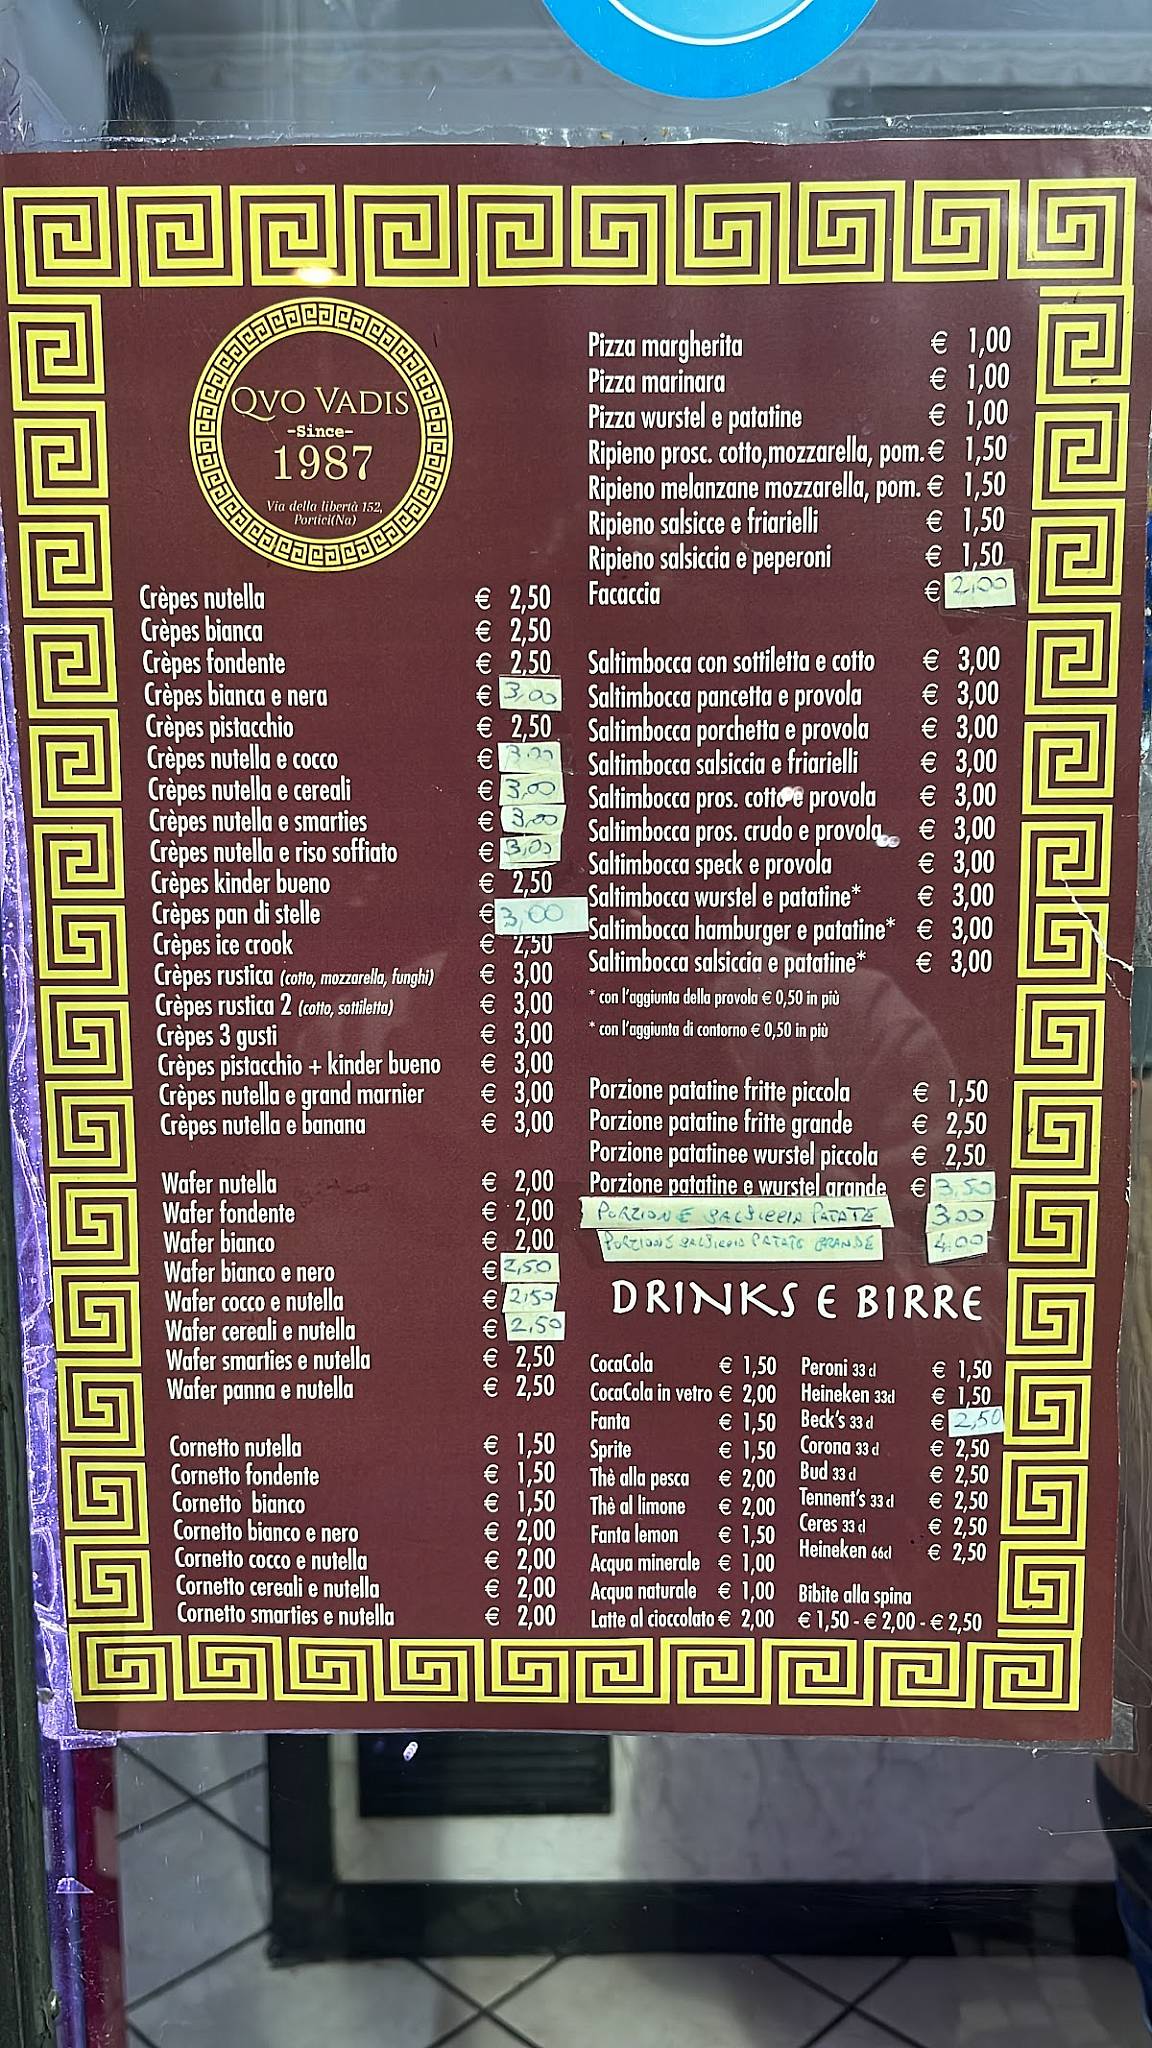 QVO VADIS
-Since-
1987
Via della libertà 152,
Portici(Na)
Crèpes nutella € 2,50
Crèpes bianca € 2,50
Crèpes fondente € 2,50
Crèpes bianca e nera € 3,00
Crèpes pistacchio € 2,50
Crèpes nutella e cocco € 3,00
Crèpes nutella e cereali € 3,00
Crèpes nutella e smarties € 3,00
Crèpes nutella e riso soffiato € 3,00
Crèpes kinder bueno € 2,50
Crèpes pan di stelle € 3,00
Crèpes ice crook € 2,50
Crèpes rustica (cotto, mozzarella, funghi) € 3,00
Crèpes rustica 2 (cotto, sottiletta) € 3,00
Crèpes 3 gusti € 3,00
Crèpes pistacchio + kinder bueno € 3,00
Crèpes nutella e grand marnier € 3,00
Crèpes nutella e banana € 3,00
Wafer nutella € 2,00
Wafer fondente € 2,00
Wafer bianco € 2,00
Wafer bianco e nero € 2,50
Wafer cocco e nutella € 2,50
Wafer cereali e nutella € 2,50
Wafer smarties e nutella € 2,50
Wafer panna e nutella € 2,50
Cornetto nutella € 1,50
Cornetto fondente € 1,50
Cornetto bianco € 1,50
Cornetto bianco e nero € 2,00
Cornetto cocco e nutella € 2,00
Cornetto cereali e nutella € 2,00
Cornetto smarties e nutella € 2,00
Pizza margherita € 1,00
Pizza marinara € 1,00
Pizza wurstel e patatine € 1,00
Ripieno prosc. cotto,mozzarella, pom. € 1,50
Ripieno melanzane mozzarella, pom. € 1,50
Ripieno salsicce e friarielli € 1,50
Ripieno salsiccia e peperoni € 1,50
Facaccia € 2,00
Saltimbocca con sottiletta e cotto € 3,00
Saltimbocca pancetta e provola € 3,00
Saltimbocca porchetta e provola € 3,00
Saltimbocca salsiccia e friarielli € 3,00
Saltimbocca pros. cotto e provola € 3,00
Saltimbocca pros. crudo e provola € 3,00
Saltimbocca speck e provola € 3,00
Saltimbocca wurstel e patatine* € 3,00
Saltimbocca hamburger e patatine* € 3,00
Saltimbocca salsiccia e patatine* € 3,00
* con l'aggiunta della provola € 0,50 in più
* con l'aggiunta di contorno € 0,50 in più
Porzione patatine fritte piccola € 1,50
Porzione patatine fritte grande € 2,50
Porzione patatinee wurstel piccola € 2,50
Porzione patatine e wurstel grande € 3,50
PORZIONE SALSICCIA PATATE 3,00
PORZIONE SALSICCIA PATATE GRANDE 4,00
DRINKS E BIRRE
CocaCola € 1,50
CocaCola in vetro € 2,00
Fanta € 1,50
Sprite € 1,50
Thè alla pesca € 2,00
Thè al limone € 2,00
Fanta lemon € 1,50
Acqua minerale € 1,00
Acqua naturale € 1,00
Latte al cioccolato € 2,00
Peroni 33 cl € 1,50
Heineken 33cl € 1,50
Beck's 33 cl € 2,50
Corona 33 cl € 2,50
Bud 33 cl € 2,50
Tennent's 33 cl € 2,50
Ceres 33 cl € 2,50
Heineken 66cl € 2,50
Bibite alla spina
€ 1,50 - € 2,00 - € 2,50